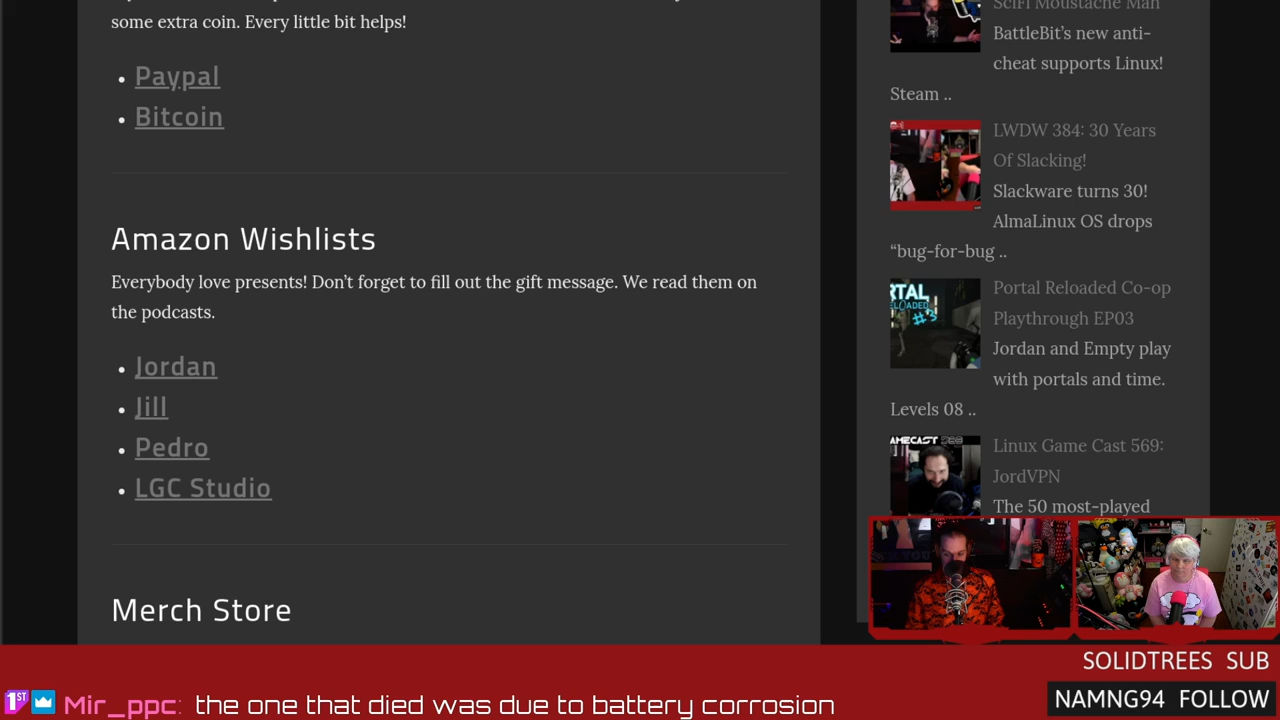 some extra coin. Every little bit helps!
Paypal
Bitcoin
Amazon Wishlists
Everybody love presents! Don't forget to fill out the gift message. We read them on
the podcasts.
Jordan
Jill
Pedro
LGC Studio
Merch Store
SciFi Moustache Man
BattleBit's new anti-
cheat supports Linux!
Steam ..
LWDW 384: 30 Years
Of Slacking!
Slackware turns 30!
AlmaLinux OS drops
“bug-for-bug ..
Portal Reloaded Co-op
Playthrough EP03
Jordan and Empty play
with portals and time.
Levels 08 ..
Linux Game Cast 569:
JordVPN
The 50 most-played
SOLIDTREES SUB
NAMNG94 FOLLOW
1ST Mir_ppc: the one that died was due to battery corrosion